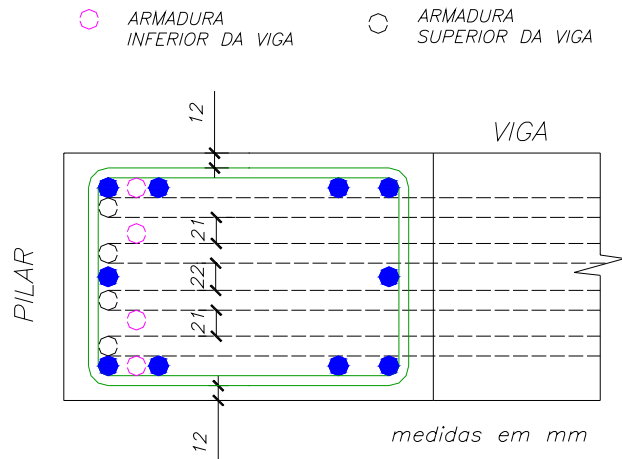 ARMADURA
INFERIOR DA VIGA
ARMADURA
SUPERIOR DA VIGA
12
VIGA
PILAR
21
22
21
12
medidas em mm